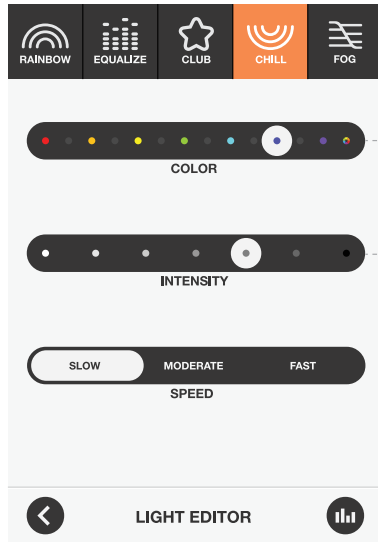 RAINBOW EQUALIZE CLUB CHILL FOG
COLOR
INTENSITY
SLOW MODERATE FAST
SPEED
LIGHT EDITOR